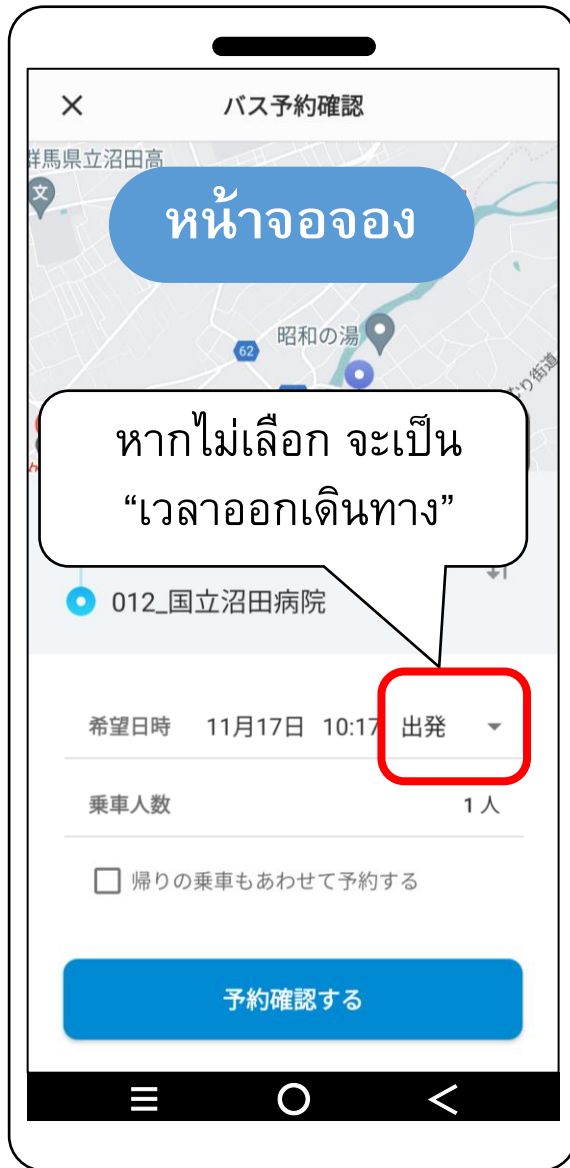 バス予約確認
群馬県立沼田高
文
หน้าจอจอง
昭和の湯
62
หากไม่เลือก จะเป็น
“เวลาออกเดินทาง”
012_国立沼田病院
希望日時 11月17日 10:17 出発
乗車人数 1人
帰りの乗車もあわせて予約する
予約確認する